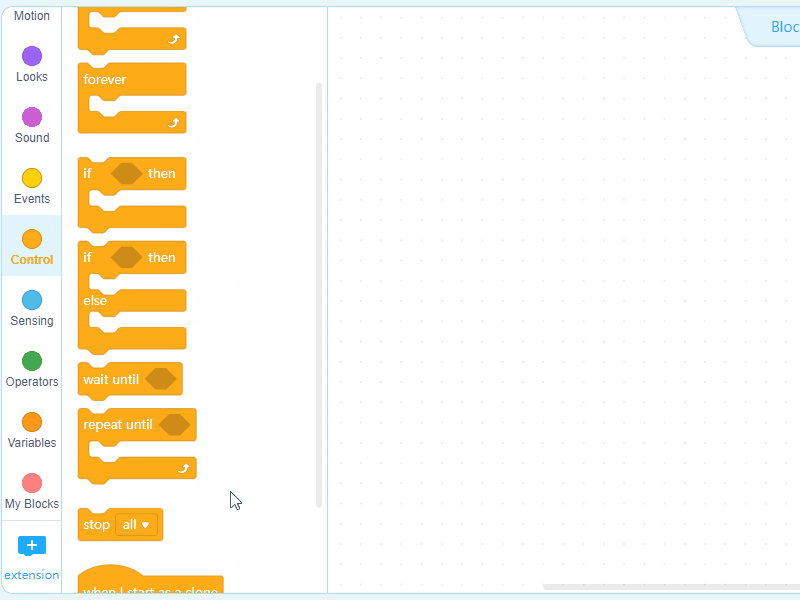 Motion
Looks
Sound
Events
Control
Sensing
Operators
Variables
My Blocks
extension
forever
if then
if then
else
wait until
repeat until
stop all
when I start as a clone
Bloc